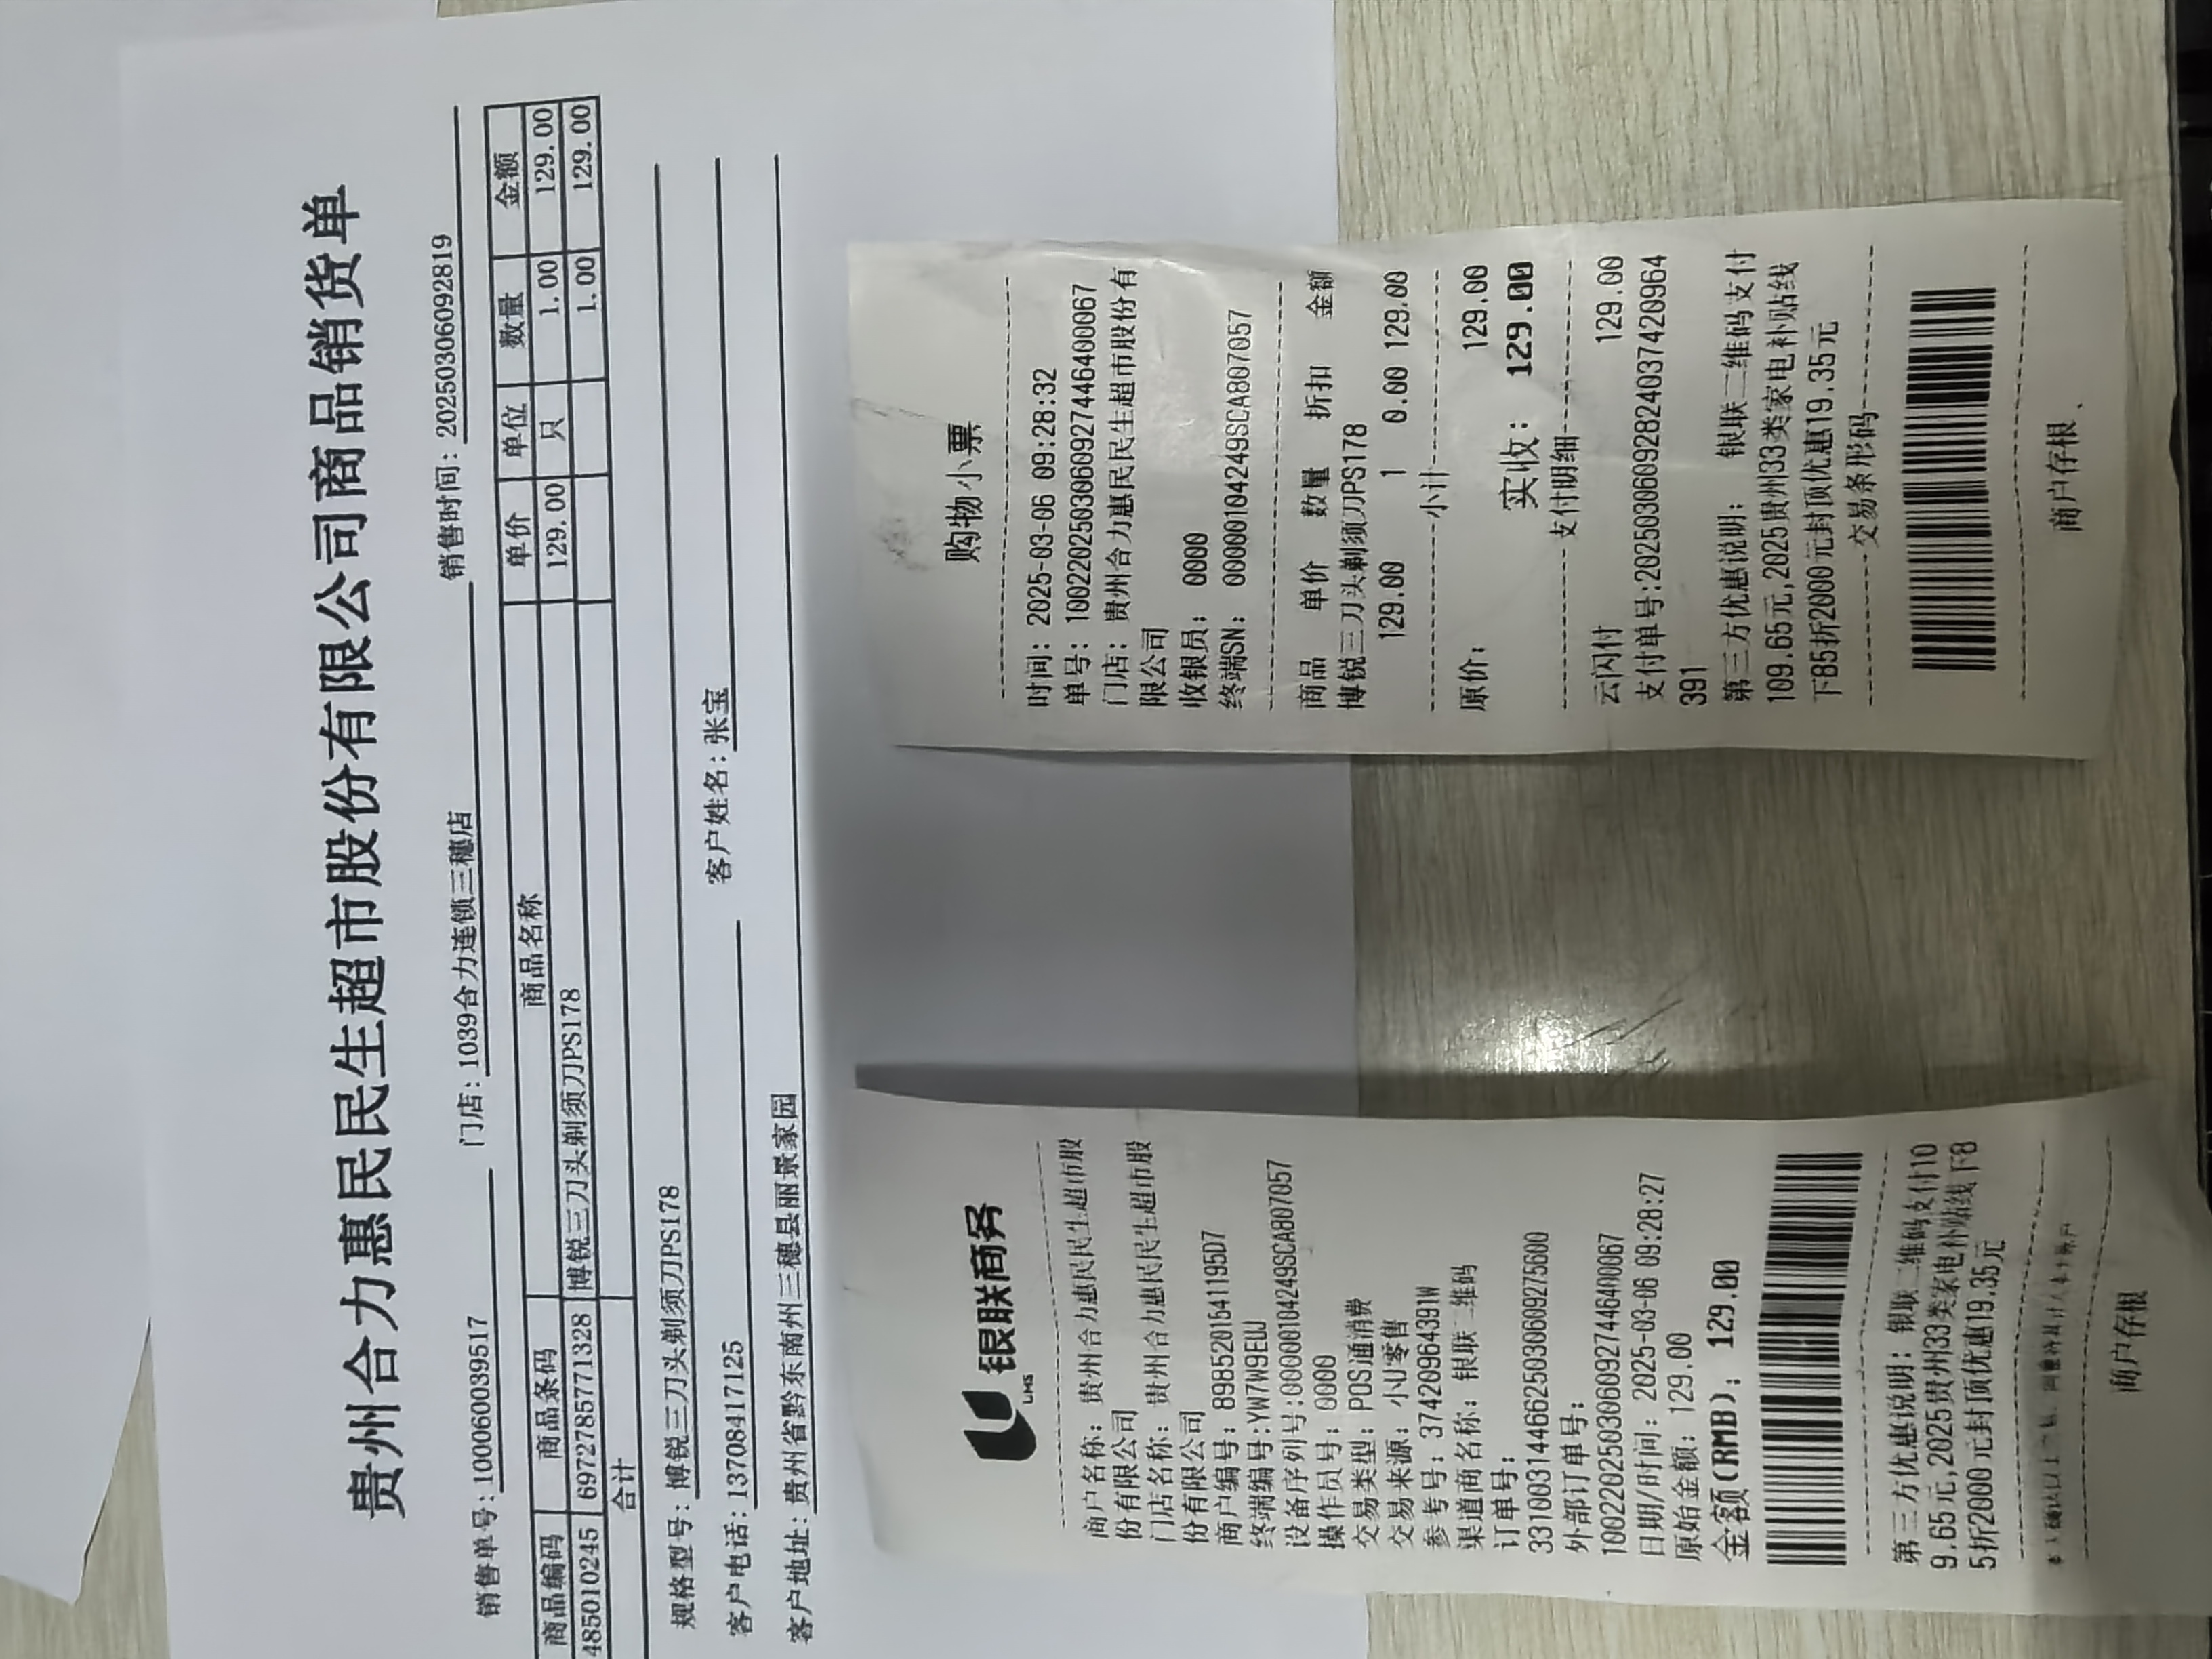 贵州合力惠民民生超市股份有限公司商品销货单
销售单号: 1000600039517 门店: 1039合力连锁三穗店 销售时间: 20250306092819
商品编码 商品条码 商品名称 单价 单位 数量 金额
485010245 6972785771328 博锐三刀头剃须刀PS178 129.00 只 1.00 129.00
合计 1.00 129.00
规格型号: 博锐三刀头剃须刀PS178
客户电话: 13708417125 客户姓名: 张宝
客户地址: 贵州省黔东南州三穗县丽景家园
银联商务
UMS
商户名称: 贵州合力惠民民生超市股
份有限公司
门店名称: 贵州合力惠民民生超市股
份有限公司
商户编号: 8985201541195D7
终端编号:YW7W9EUJ
设备序列号:0000010424​9SCA807057
操作员号: 0000
交易类型: POS通消费
交易来源: 小U零售
参考号: 37420964391W
渠道商名称: 银联二维码
订单号:
33100314466250306092​75600
外部订单号:
10022025030609274464​00067
日期/时间: 2025-03-06 09:28:27
原始金额: 129.00
金额(RMB): 129.00
第三方优惠说明: 银联二维码支付10
9.65元,2025贵州33类家电补贴线下8
5折2000元封顶优惠19.35元
商户存根
购物小票
时间: 2025-03-06 09:28:32
单号: 1002202503060927446400067
门店: 贵州合力惠民民生超市股份有
限公司
收银员: 0000
终端SN: 00000104249SCA807057
商品 单价 数量 折扣 金额
博锐三刀头剃须刀PS178
129.00 1 0.00 129.00
小计
原价: 129.00
实收: 129.00
支付明细
云闪付 129.00
支付单号:20250306092824037420964
391
第三方优惠说明: 银联二维码支付
109.65元,2025贵州33类家电补贴线
下85折2000元封顶优惠19.35元
交易条形码
商户存根